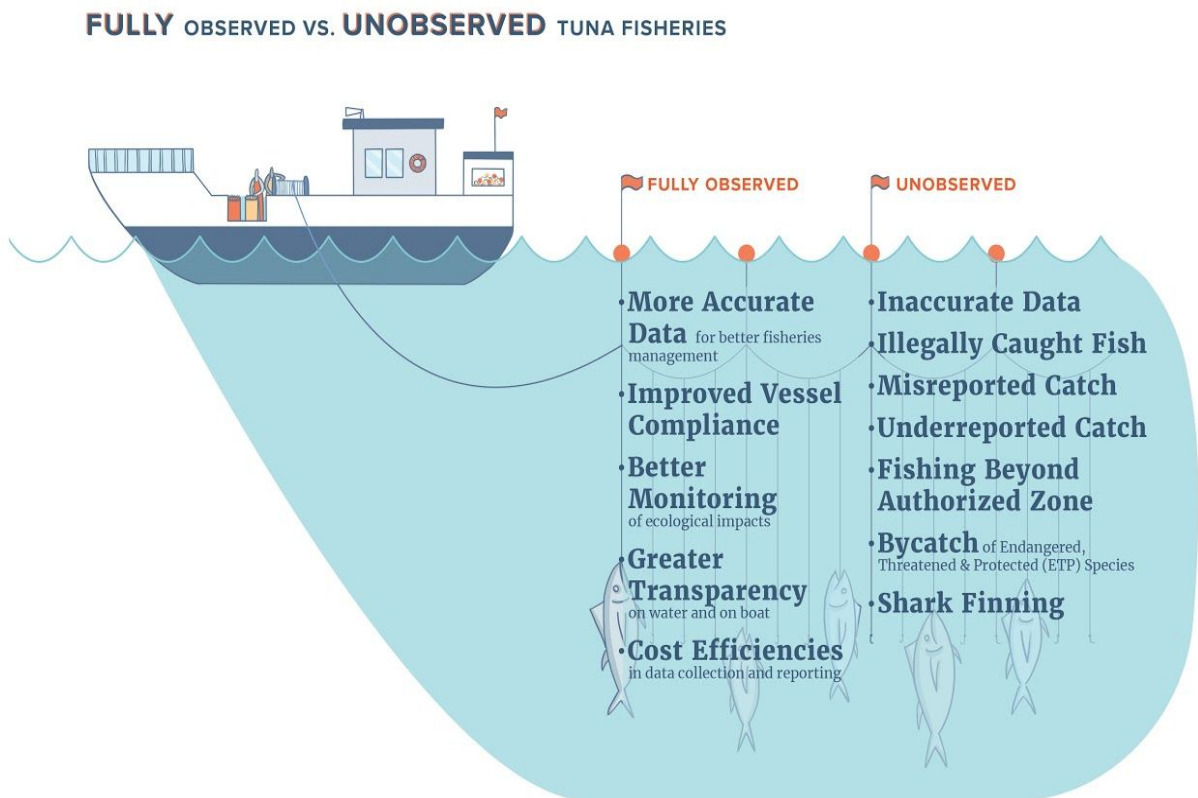 FULLY OBSERVED VS. UNOBSERVED TUNA FISHERIES
FULLY OBSERVED
•More Accurate
Data for better fisheries
management
•Improved Vessel
Compliance
•Better
Monitoring
of ecological impacts
•Greater
Transparency
on water and on boat
•Cost Efficiencies
in data collection and reporting
UNOBSERVED
•Inaccurate Data
•Illegally Caught Fish
•Misreported Catch
•Underreported Catch
•Fishing Beyond
Authorized Zone
•Bycatch of Endangered,
Threatened & Protected (ETP) Species
•Shark Finning